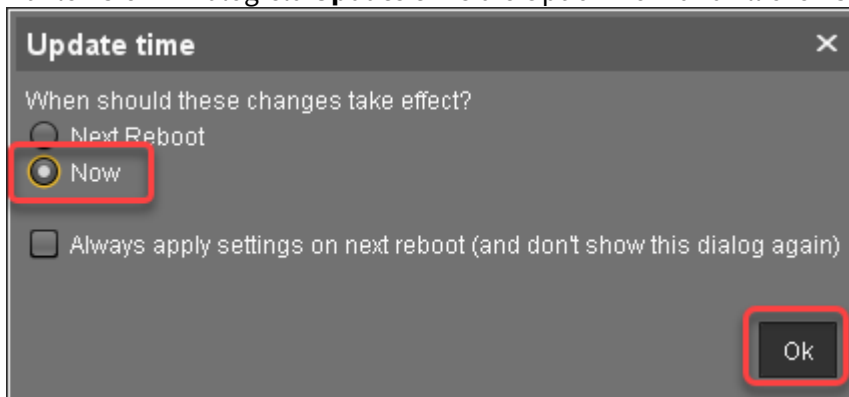 Update time
When should these changes take effect?
Next Reboot
Now
Always apply settings on next reboot (and don't show this dialog again)
Ok